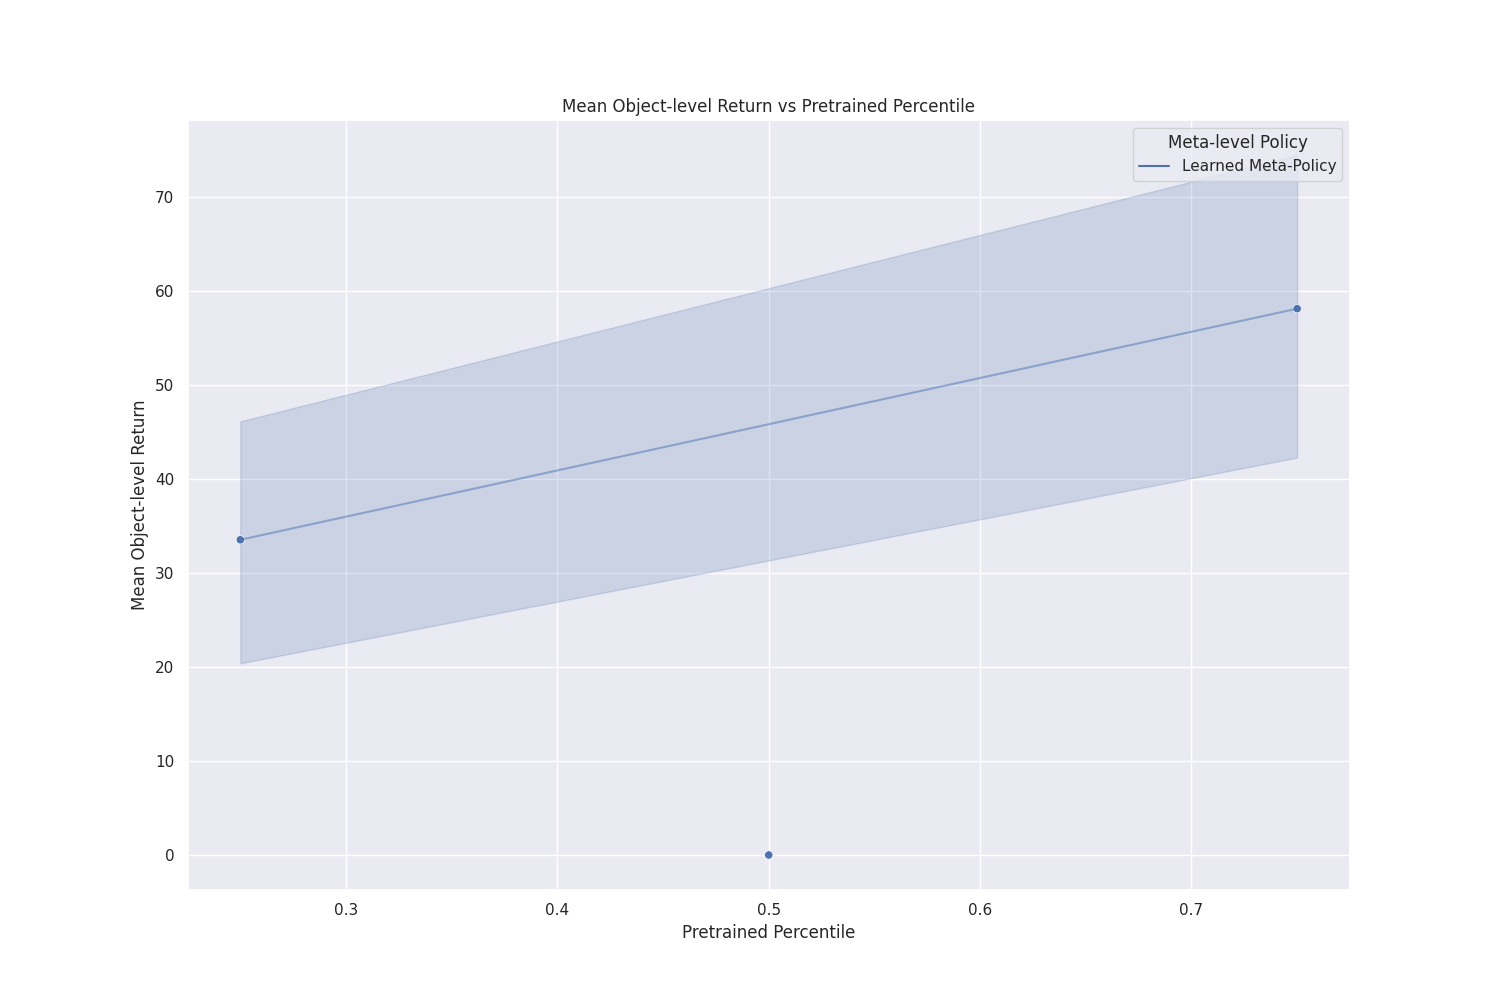 Mean Object-level Return vs Pretrained Percentile
Meta-level Policy
Learned Meta-Policy
Mean Object-level Return
70
60
50
40
30
20
10
0
0.3
0.4
0.5
0.6
0.7
Pretrained Percentile